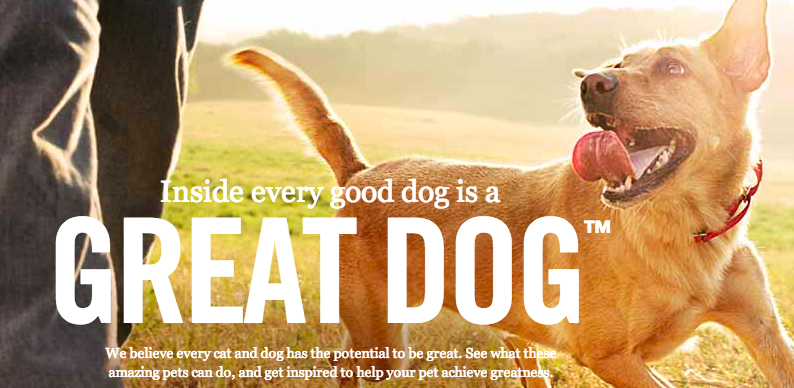 Inside every good dog is a
GREAT DOG™
We believe every cat and dog has the potential to be great. See what these
amazing pets can do, and get inspired to help your pet achieve greatness.